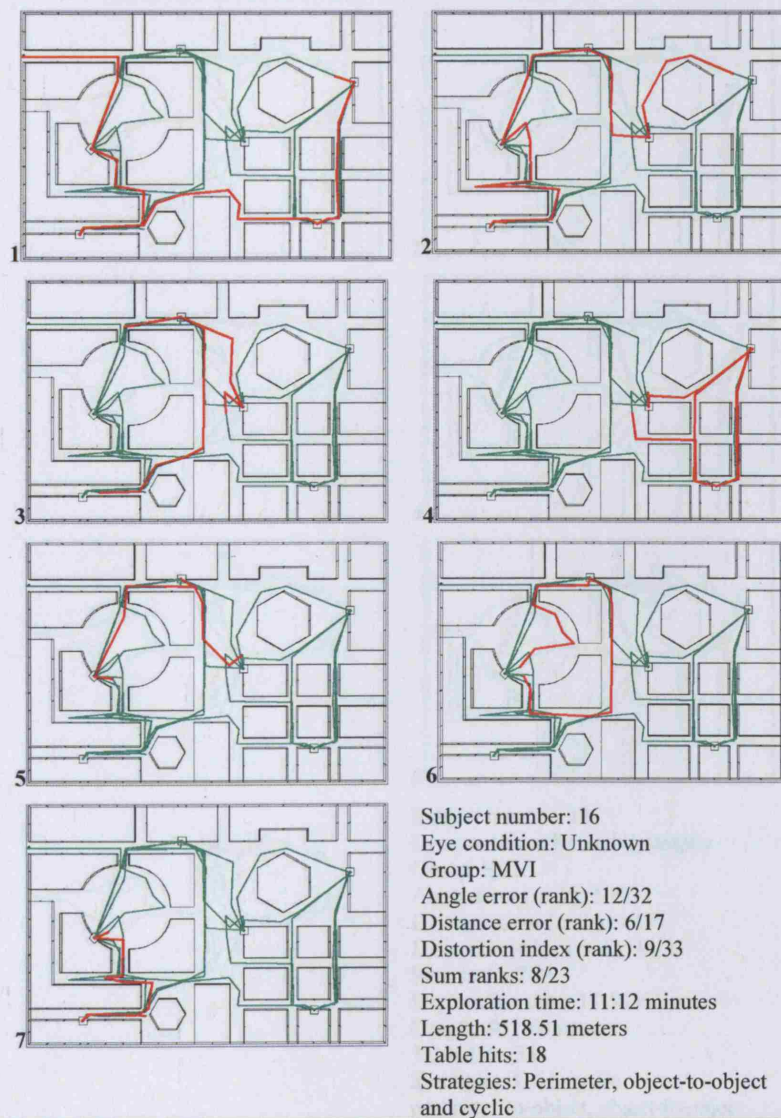 1
2
3
4
5
6
7
Subject number: 16
Eye condition: Unknown
Group: MVI
Angle error (rank): 12/32
Distance error (rank): 6/17
Distortion index (rank): 9/33
Sum ranks: 8/23
Exploration time: 11:12 minutes
Length: 518.51 meters
Table hits: 18
Strategies: Perimeter, object-to-object
and cyclic